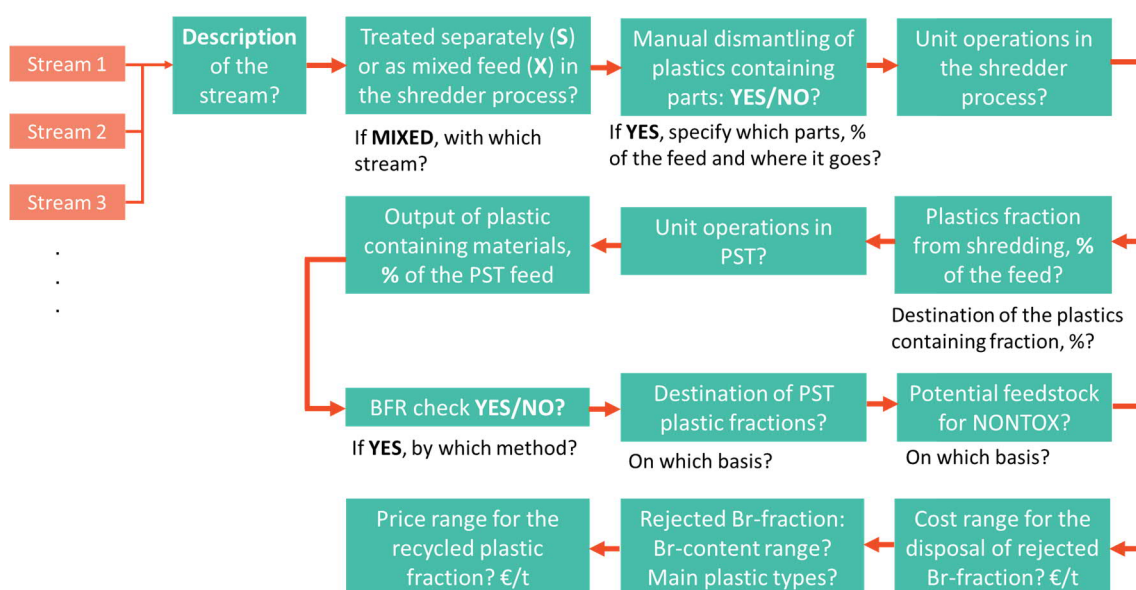 Stream 1
Stream 2
Stream 3
.
.
.
Description
of the
stream?
Treated separately (S)
or as mixed feed (X) in
the shredder process?
If MIXED, with which
stream?
Manual dismantling of
plastics containing
parts: YES/NO?
If YES, specify which parts, %
of the feed and where it goes?
Unit operations in
the shredder
process?
Plastics fraction
from shredding, %
of the feed?
Destination of the plastics
containing fraction, %?
Unit operations in
PST?
Output of plastic
containing materials,
% of the PST feed
BFR check YES/NO?
If YES, by which method?
Destination of PST
plastic fractions?
On which basis?
Potential feedstock
for NONTOX?
On which basis?
Cost range for the
disposal of rejected
Br-fraction? €/t
Rejected Br-fraction:
Br-content range?
Main plastic types?
Price range for the
recycled plastic
fraction? €/t